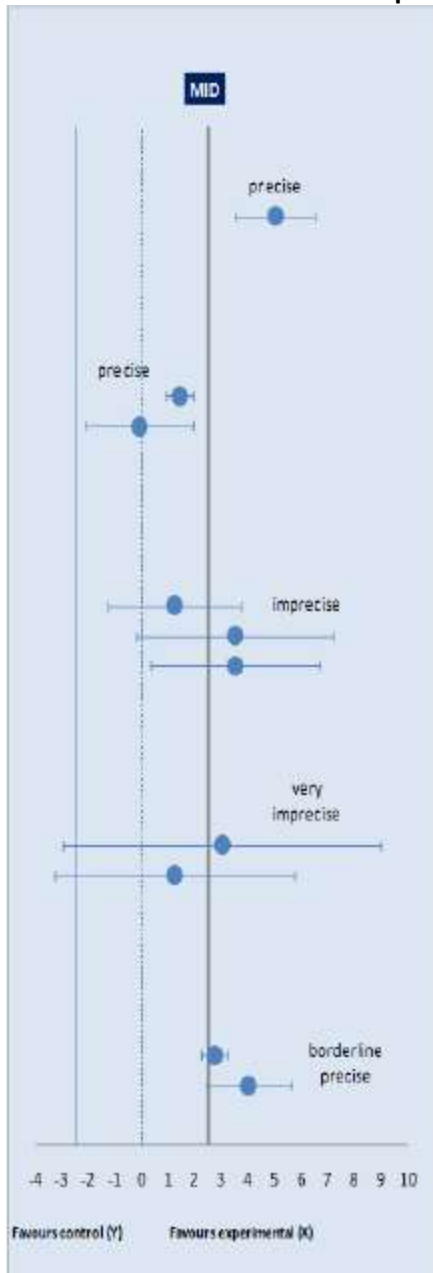 MID
precise
precise
imprecise
very
imprecise
borderline
precise
-4 -3 -2 -1 0 1 2 3 4 5 6 7 8 9 10
Favours control (Y) Favours experimental (X)